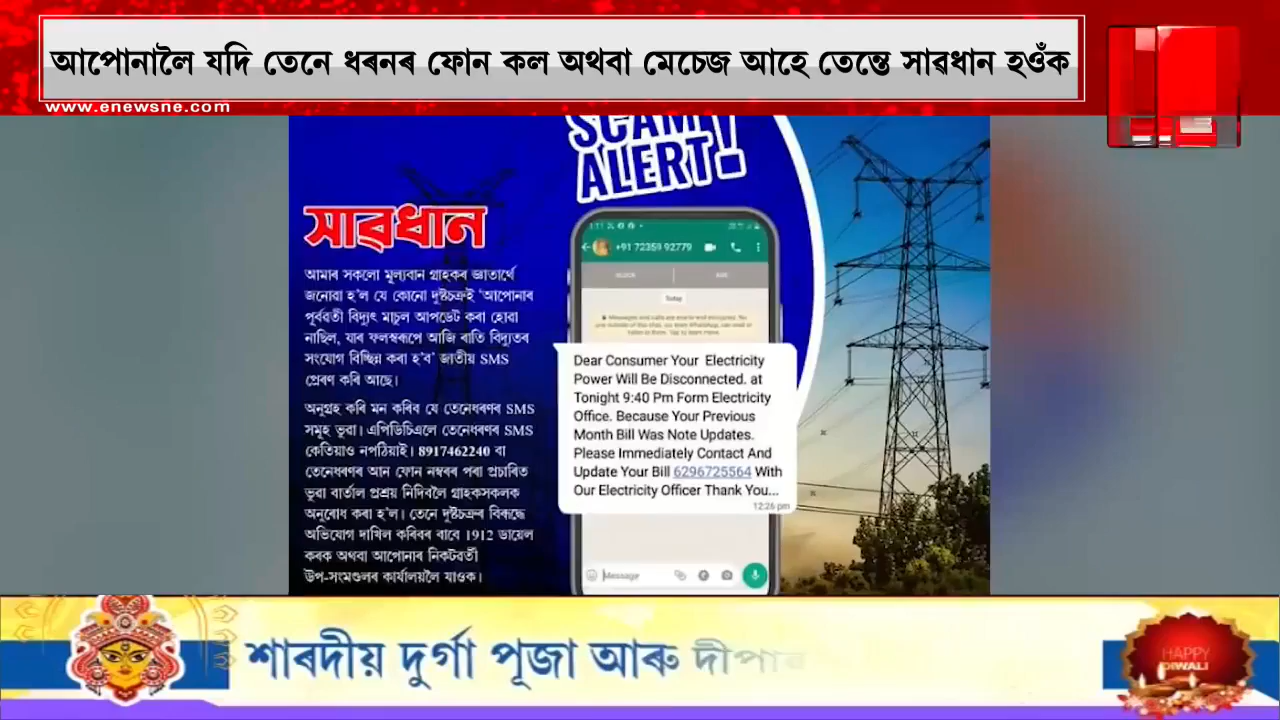 আপোনালৈ যদি তেনে ধৰনৰ ফোন কল অথবা মেচেজ আহে তেন্তে সাৱধান হওঁক
www.enewsne.com
SCAM
ALERT!
সাৱধান
আমাৰ সকলো মূল্যবান গ্ৰাহকৰ জ্ঞাতাৰ্থে
জনোৱা হ'ল যে কোনো দুষ্টচক্ৰই 'আপোনাৰ
পূৰ্ববৰ্তী বিদ্যুৎ মাচুল আপডেট কৰা হোৱা
নাছিল, যাৰ ফলস্বৰূপে আজি ৰাতি বিদ্যুতৰ
সংযোগ বিচ্ছিন্ন কৰা হ'ব' জাতীয় SMS
প্ৰেৰণ কৰি আছে।
অনুগ্ৰহ কৰি মন কৰিব যে তেনেধৰণৰ SMS
সমূহ ভুৱা। এপিডিচিএলে তেনেধৰণৰ SMS
কেতিয়াও নপঠিয়াই। 8917462240 বা
তেনেধৰণৰ আন ফোন নম্বৰৰ পৰা প্ৰচাৰিত
ভুৱা বাৰ্তাল প্ৰশ্ৰয় নিদিবলৈ গ্ৰাহকসকলক
অনুৰোধ কৰা হ'ল। তেনে দুষ্টচক্ৰৰ বিৰূদ্ধে
অভিযোগ দাখিল কৰিবৰ বাবে 1912 ডায়েল
কৰক অথবা আপোনাৰ নিকটবৰ্তী
উপ-সংমণ্ডলৰ কাৰ্যালয়লৈ যাওক।
+91 72359 92779
BLOCK ADD
Today
Dear Consumer Your Electricity
Power Will Be Disconnected. at
Tonight 9:40 Pm Form Electricity
Office. Because Your Previous
Month Bill Was Note Updates.
Please Immediately Contact And
Update Your Bill 6296725564 With
Our Electricity Officer Thank You...
12:26 pm
Message
শাৰদীয় দুৰ্গা পূজা আৰু দীপাৱ
HAPPY
DIWALI